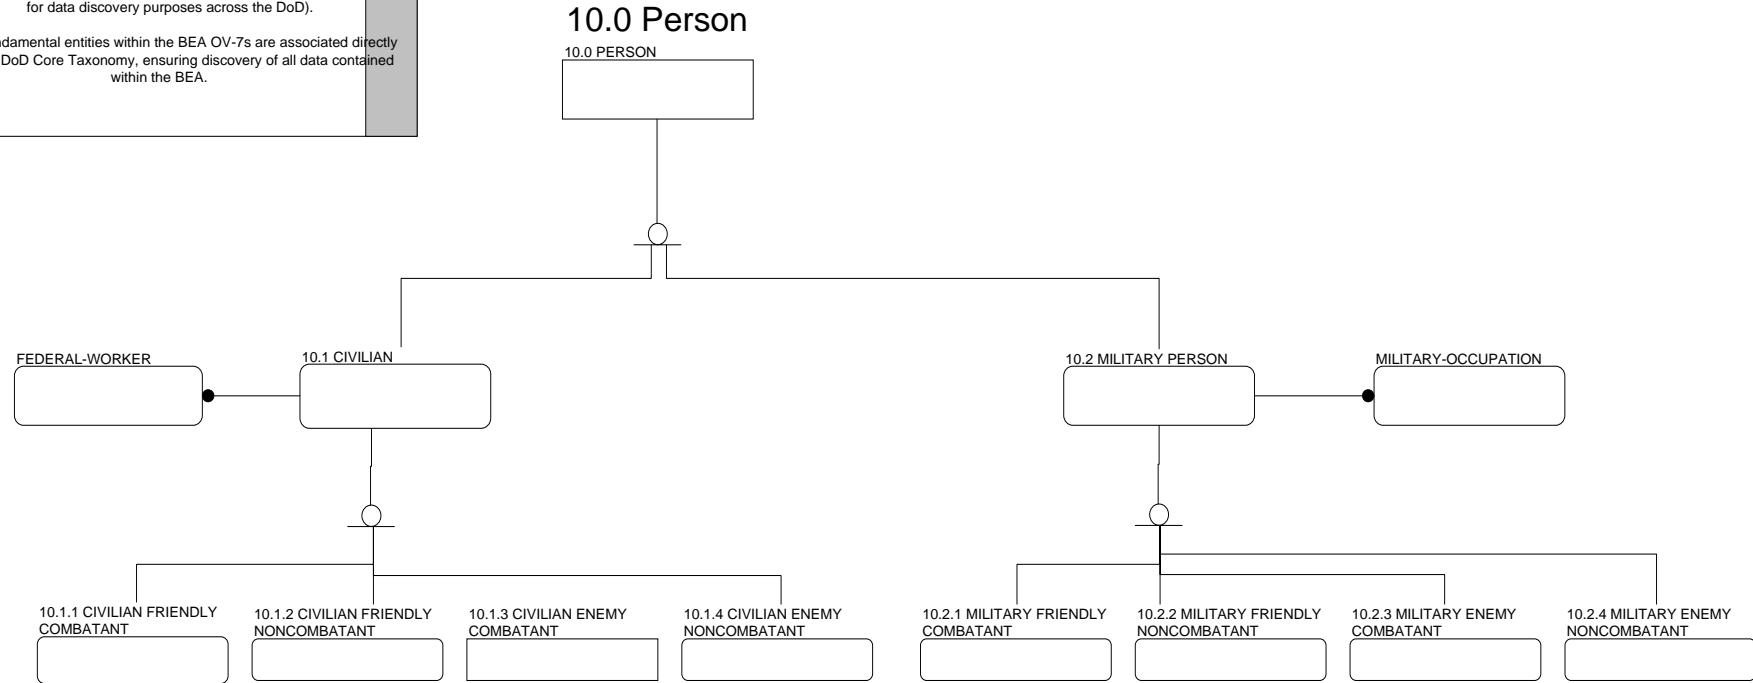 for data discovery purposes across the DoD).
damental entities within the BEA OV-7s are associated directly
DoD Core Taxonomy, ensuring discovery of all data contained
within the BEA.
10.0 Person
10.0 PERSON
FEDERAL-WORKER
10.1 CIVILIAN
10.2 MILITARY PERSON
MILITARY-OCCUPATION
10.1.1 CIVILIAN FRIENDLY
COMBATANT
10.1.2 CIVILIAN FRIENDLY
NONCOMBATANT
10.1.3 CIVILIAN ENEMY
COMBATANT
10.1.4 CIVILIAN ENEMY
NONCOMBATANT
10.2.1 MILITARY FRIENDLY
COMBATANT
10.2.2 MILITARY FRIENDLY
NONCOMBATANT
10.2.3 MILITARY ENEMY
COMBATANT
10.2.4 MILITARY ENEMY
NONCOMBATANT